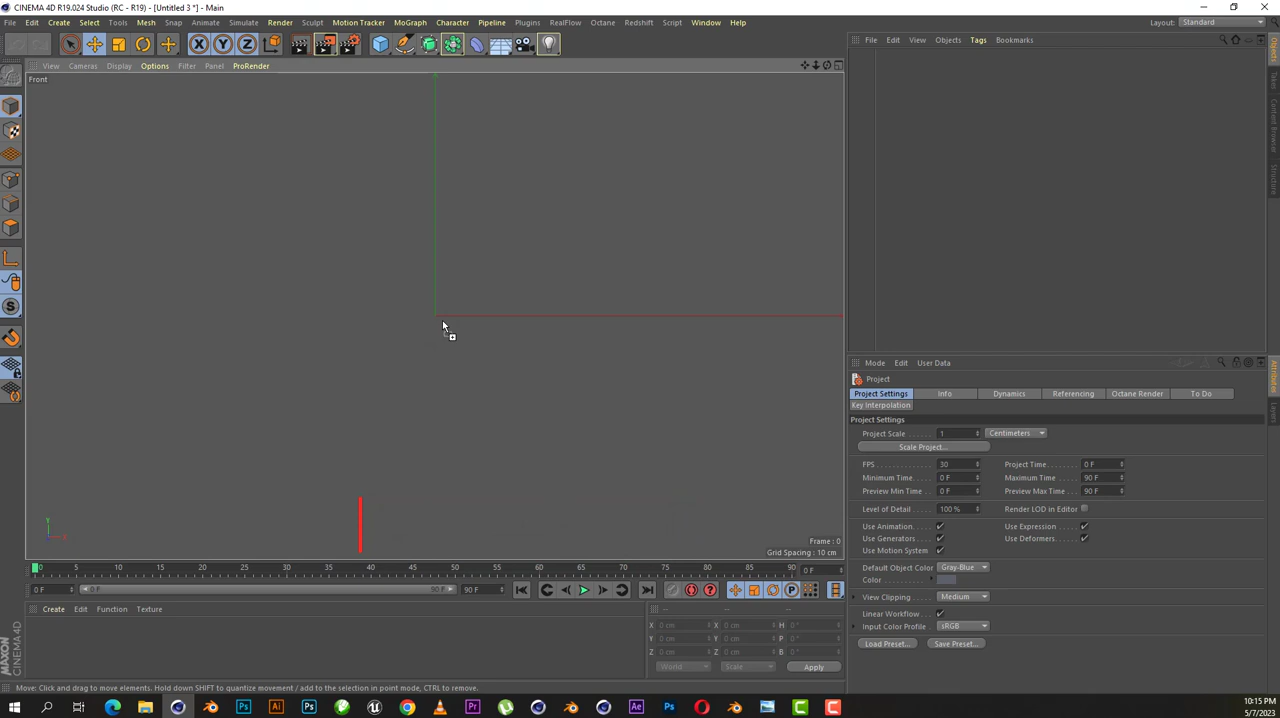 CINEMA 4D R19.024 Studio (RC - R19) - [Untitled 3 *] - Main
File Edit Create Select Tools Mesh Snap Animate Simulate Render Sculpt Motion Tracker MoGraph Character Pipeline Plugins RealFlow Octane Redshift Script Window Help Layout: Standard
X Y Z
File Edit View Objects Tags Bookmarks
View Cameras Display Options Filter Panel ProRender
Front
Objects
Takes
Content Browser
Structure
Mode Edit User Data
Attributes
Layers
Project
Project Settings Info Dynamics Referencing Octane Render To Do
Key Interpolation
Project Settings
Project Scale 1 Centimeters
Scale Project...
FPS 30 Project Time 0 F
Minimum Time 0 F Maximum Time 90 F
Preview Min Time 0 F Preview Max Time 90 F
Level of Detail 100 % Render LOD in Editor
Use Animation Use Expression
Use Generators Use Deformers
Use Motion System
Default Object Color Gray-Blue
Color
View Clipping Medium
Linear Workflow
Input Color Profile sRGB
Load Preset... Save Preset...
Y
X
Frame : 0
Grid Spacing : 10 cm
0 5 10 15 20 25 30 35 40 45 50 55 60 65 70 75 80 85 90 0 F
0 F 0 F 90 F 90 F
Create Edit Function Texture
-- -- --
X 0 cm X 0 cm H 0 °
Y 0 cm Y 0 cm P 0 °
Z 0 cm Z 0 cm B 0 °
World Scale Apply
MAXON
CINEMA 4D
Move: Click and drag to move elements. Hold down SHIFT to quantize movement / add to the selection in point mode, CTRL to remove.
10:15 PM
5/7/2023